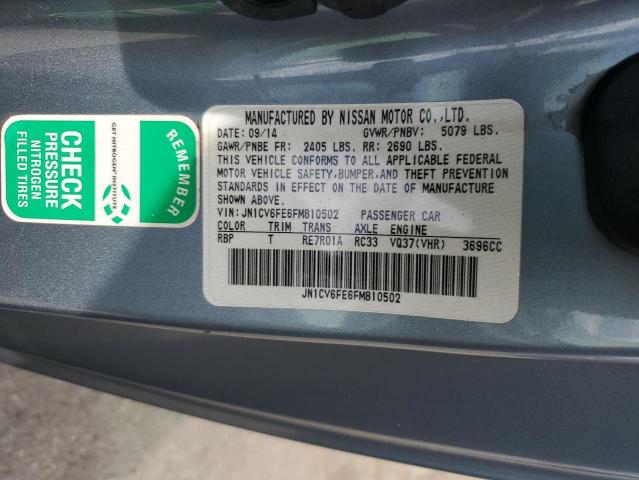 MANUFACTURED BY NISSAN MOTOR CO.,LTD.
DATE: 09/14 GVWR/PNBV: 5079 LBS.
GAWR/PNBE FR: 2405 LBS. RR: 2690 LBS.
THIS VEHICLE CONFORMS TO ALL APPLICABLE FEDERAL
MOTOR VEHICLE SAFETY,BUMPER,AND THEFT PREVENTION
STANDARDS IN EFFECT ON THE DATE OF MANUFACTURE
SHOWN ABOVE.
VIN: JN1CV6FE6FM810502 PASSENGER CAR
COLOR TRIM TRANS AXLE ENGINE
RBP T RE7R01A RC33 VQ37(VHR) 3696CC
JN1CV6FE6FM810502
REMEMBER
GET NITROGEN INSTITUTE
CHECK
PRESSURE
NITROGEN
FILLED TIRES